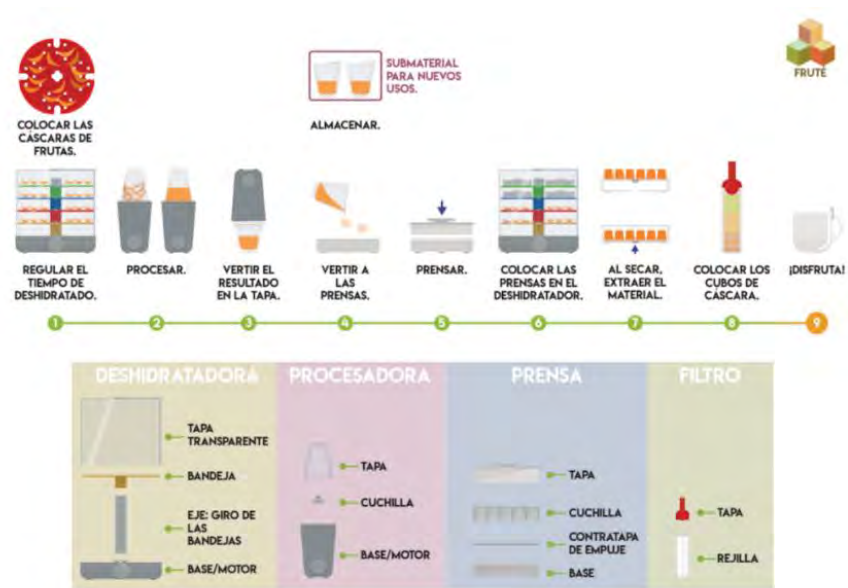 FRUTÉ
SUBMATERIAL
PARA NUEVOS
USOS.
COLOCAR LAS
CÁSCARAS DE
FRUTAS.
ALMACENAR.
REGULAR EL
TIEMPO DE
DESHIDRATADO.
PROCESAR.
VERTIR EL
RESULTADO
EN LA TAPA.
VERTIR A
LAS
PRENSAS.
PRENSAR.
COLOCAR LAS
PRENSAS EN EL
DESHIDRATADOR.
AL SECAR,
EXTRAER EL
MATERIAL.
COLOCAR LOS
CUBOS DE
CÁSCARA.
¡DISFRUTA!
1 2 3 4 5 6 7 8 9
DESHIDRATADORA
TAPA
TRANSPARENTE
BANDEJA
EJE: GIRO DE
LAS
BANDEJAS
BASE/MOTOR
PROCESADORA
TAPA
CUCHILLA
BASE/MOTOR
PRENSA
TAPA
CUCHILLA
CONTRATAPA
DE EMPUJE
BASE
FILTRO
TAPA
REJILLA